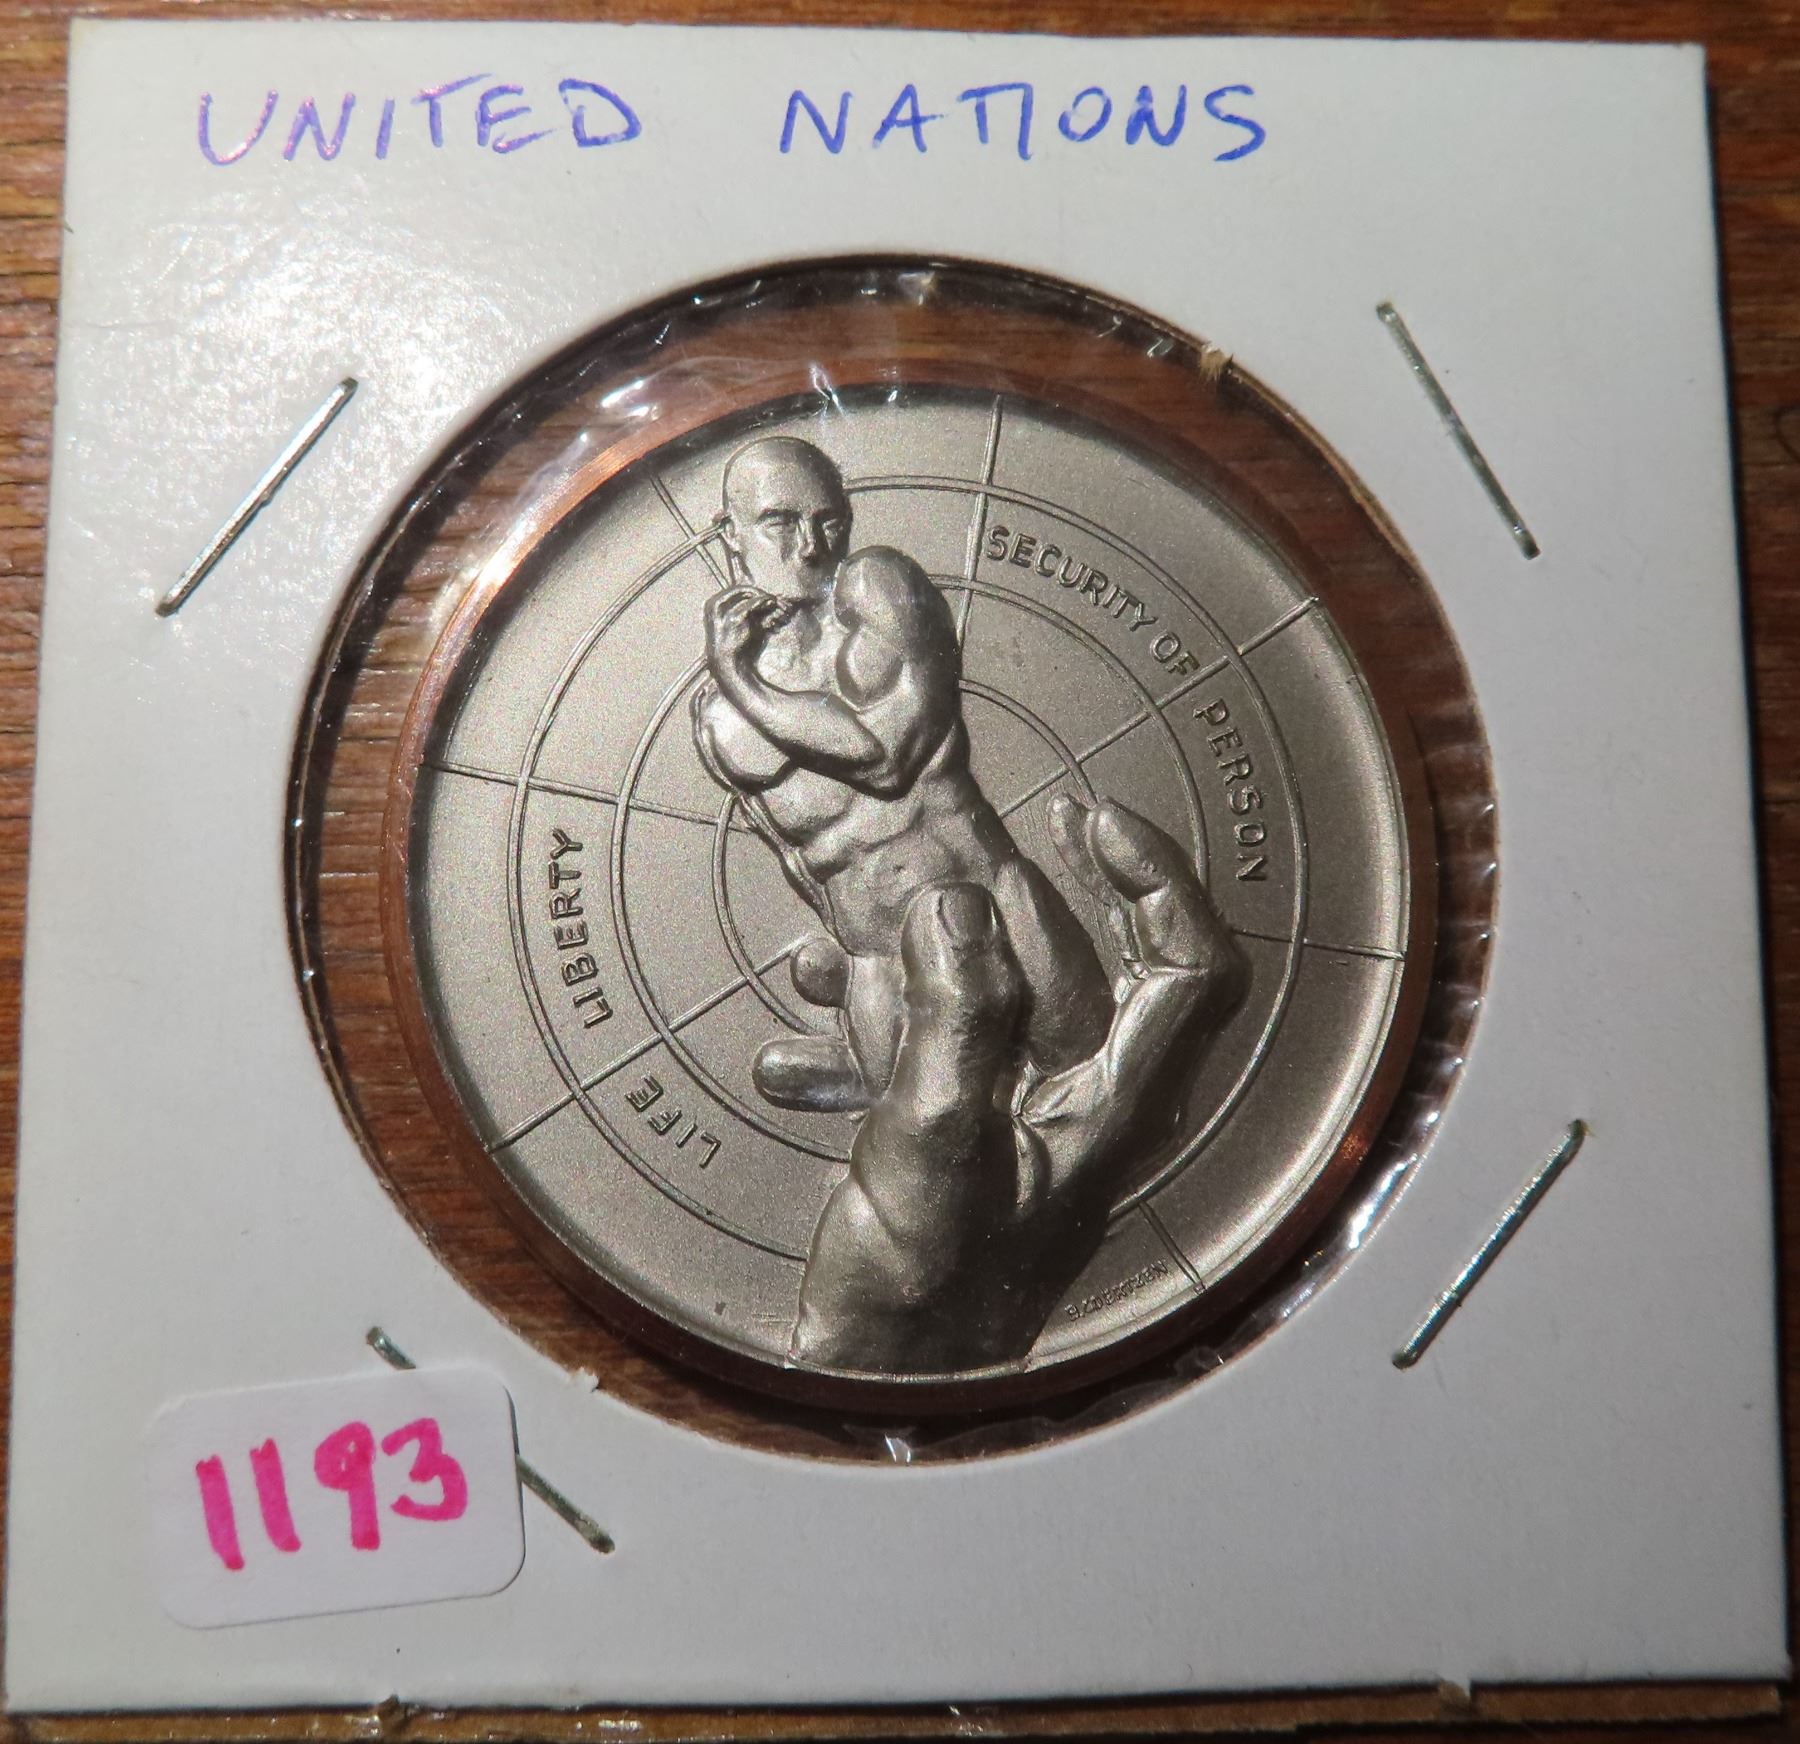 UNITED NATIONS
SECURITY OF PERSON
LIBERTY
LIFE
1193